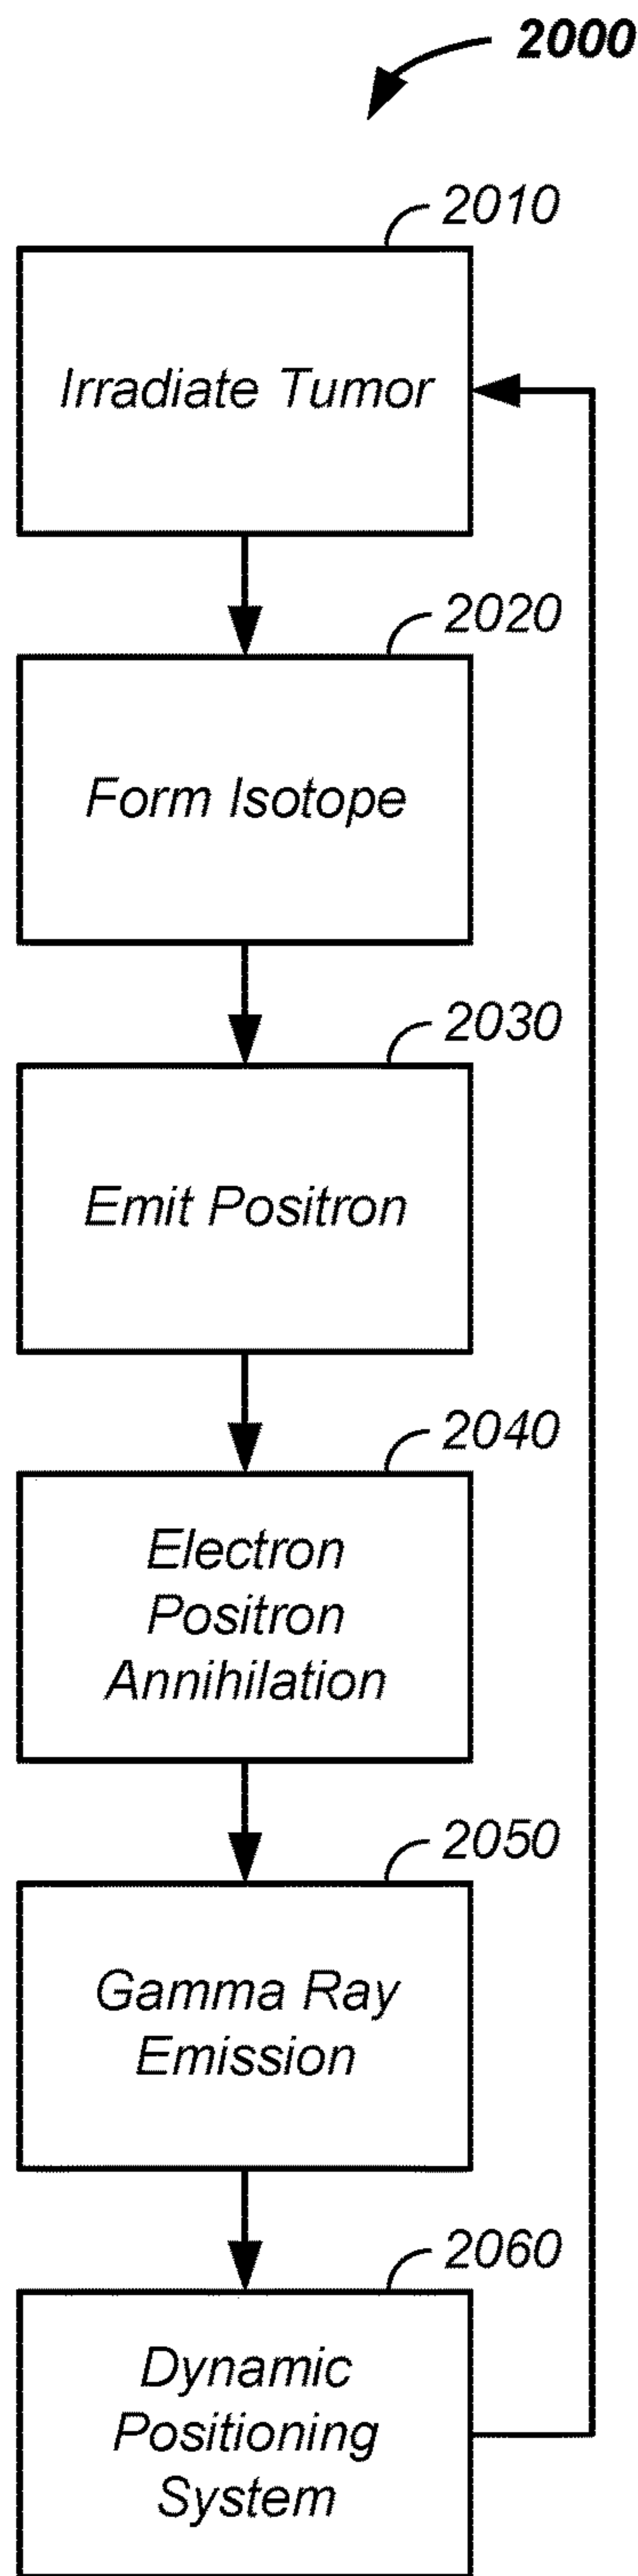 2000
2010
Irradiate Tumor
2020
Form Isotope
2030
Emit Positron
2040
Electron
Positron
Annihilation
2050
Gamma Ray
Emission
2060
Dynamic
Positioning
System